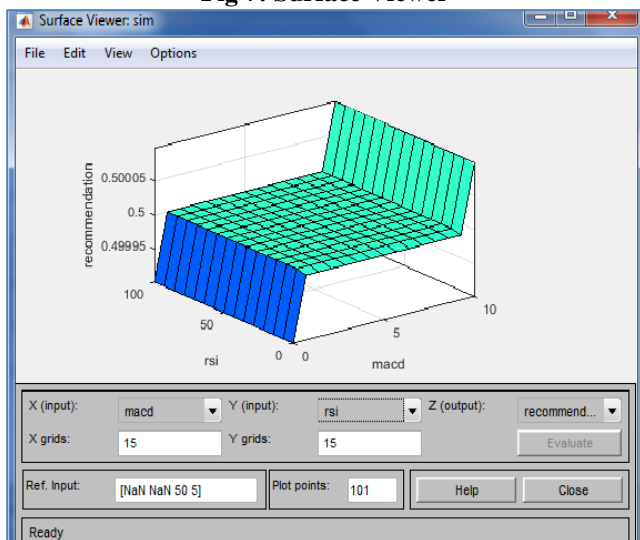 Surface Viewer: sim
File Edit View Options
recommendation
0.50005
0.5
0.49995
100
50
0
rsi
0
5
10
macd
X (input): macd Y (input): rsi Z (output): recommend...
X grids: 15 Y grids: 15 Evaluate
Ref. Input: [NaN NaN 50 5] Plot points: 101 Help Close
Ready